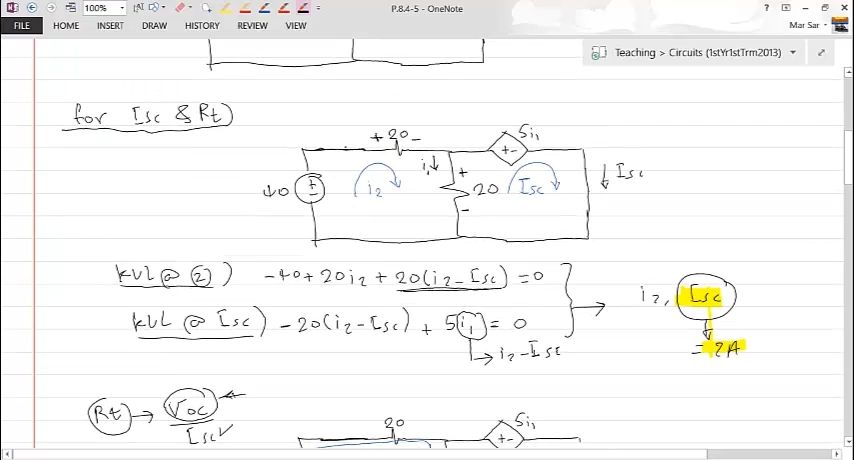 P.8.4-5 - OneNote
100%
FILE HOME INSERT DRAW HISTORY REVIEW VIEW
Mar Sar
Teaching > Circuits (1stYr1stTrm2013)
for Isc & Rt)
+ 20 -
5i1
+-
i1
40
+
-
i2
+
20
-
Isc
Isc
KVL @ 2) -40+20i2+20(i2-Isc)=0
i2, Isc
KVL @ Isc) -20(i2-Isc) + 5i1 = 0
i2-Isc
= 2A
Rt → Voc
Isc
20
5i1
+-